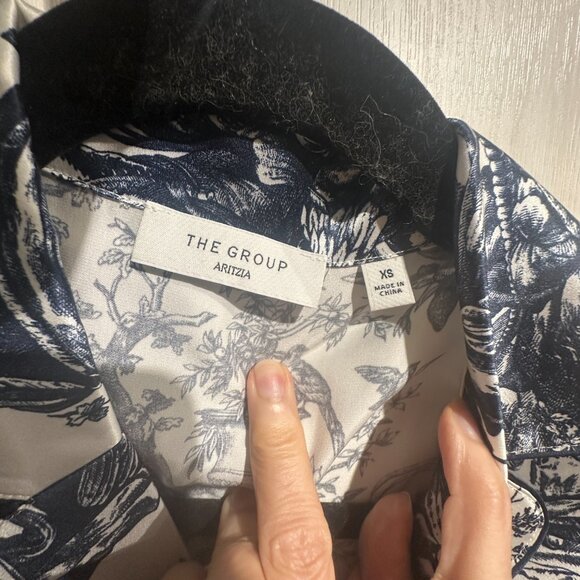 THE GROUP
ARITZIA
XS
MADE IN
CHINA